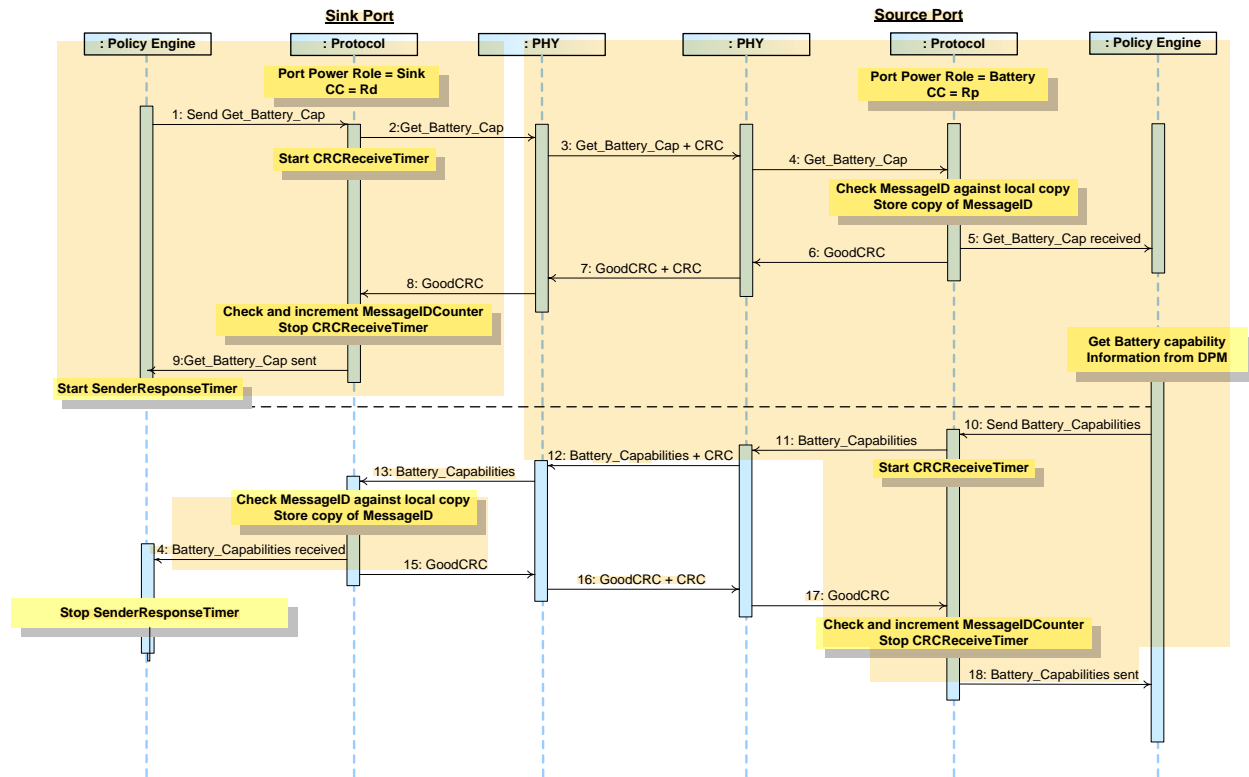 Sink Port
Source Port
: Policy Engine
: Protocol
: PHY
: PHY
: Protocol
: Policy Engine
Port Power Role = Sink
CC = Rd
Port Power Role = Battery
CC = Rp
1: Send Get_Battery_Cap
2:Get_Battery_Cap
Start CRCReceiveTimer
3: Get_Battery_Cap + CRC
4: Get_Battery_Cap
Check MessageID against local copy
Store copy of MessageID
5: Get_Battery_Cap received
6: GoodCRC
7: GoodCRC + CRC
8: GoodCRC
Check and increment MessageIDCounter
Stop CRCReceiveTimer
9:Get_Battery_Cap sent
Start SenderResponseTimer
Get Battery capability
Information from DPM
10: Send Battery_Capabilities
11: Battery_Capabilities
Start CRCReceiveTimer
12: Battery_Capabilities + CRC
13: Battery_Capabilities
Check MessageID against local copy
Store copy of MessageID
14: Battery_Capabilities received
15: GoodCRC
16: GoodCRC + CRC
17: GoodCRC
Stop SenderResponseTimer
Check and increment MessageIDCounter
Stop CRCReceiveTimer
18: Battery_Capabilities sent